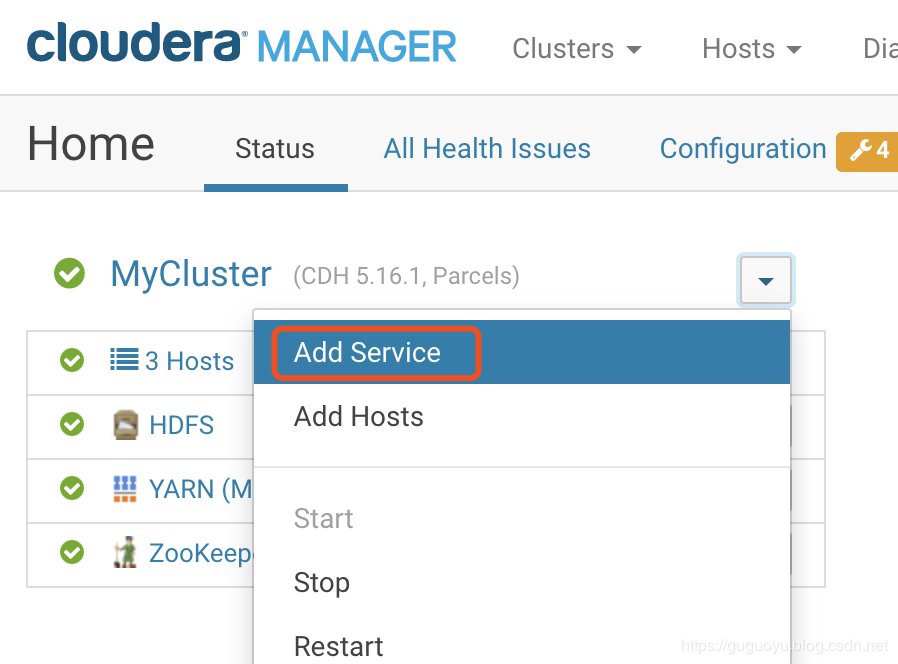 cloudera MANAGER Clusters Hosts Dia
Home Status All Health Issues Configuration 4
MyCluster (CDH 5.16.1, Parcels)
Add Service
3 Hosts
Add Hosts
HDFS
YARN (M
Start
ZooKeep
Stop
Restart
https://guguoyu.blog.csdn.net